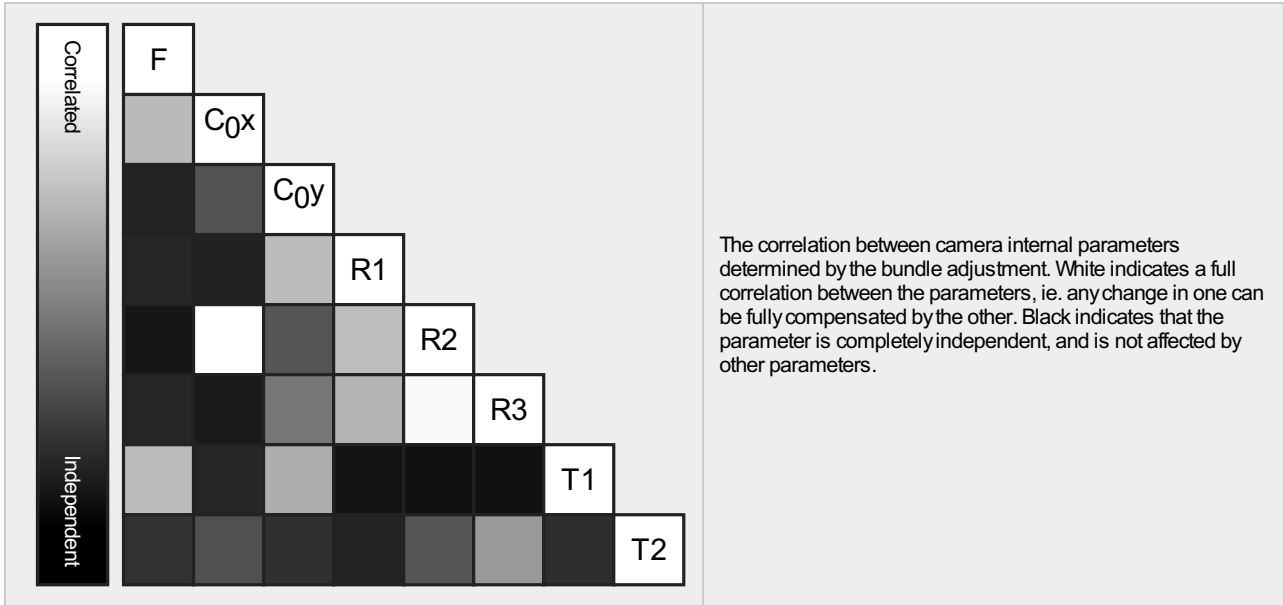 Correlated
Independent
F
C0x
C0y
R1
R2
R3
T1
T2
The correlation between camera internal parameters
determined by the bundle adjustment. White indicates a full
correlation between the parameters, ie. any change in one can
be fully compensated by the other. Black indicates that the
parameter is completely independent, and is not affected by
other parameters.